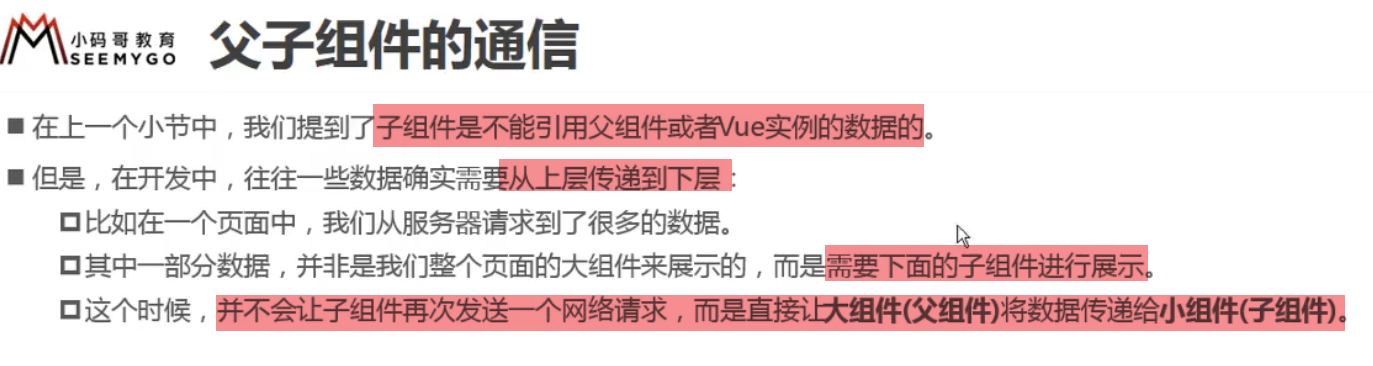 小码哥教育
SEEMYGO
父子组件的通信
在上一个小节中，我们提到了子组件是不能引用父组件或者Vue实例的数据的。
但是，在开发中，往往一些数据确实需要从上层传递到下层：
比如在一个页面中，我们从服务器请求到了很多的数据。
其中一部分数据，并非是我们整个页面的大组件来展示的，而是需要下面的子组件进行展示。
这个时候，并不会让子组件再次发送一个网络请求，而是直接让大组件(父组件)将数据传递给小组件(子组件)。